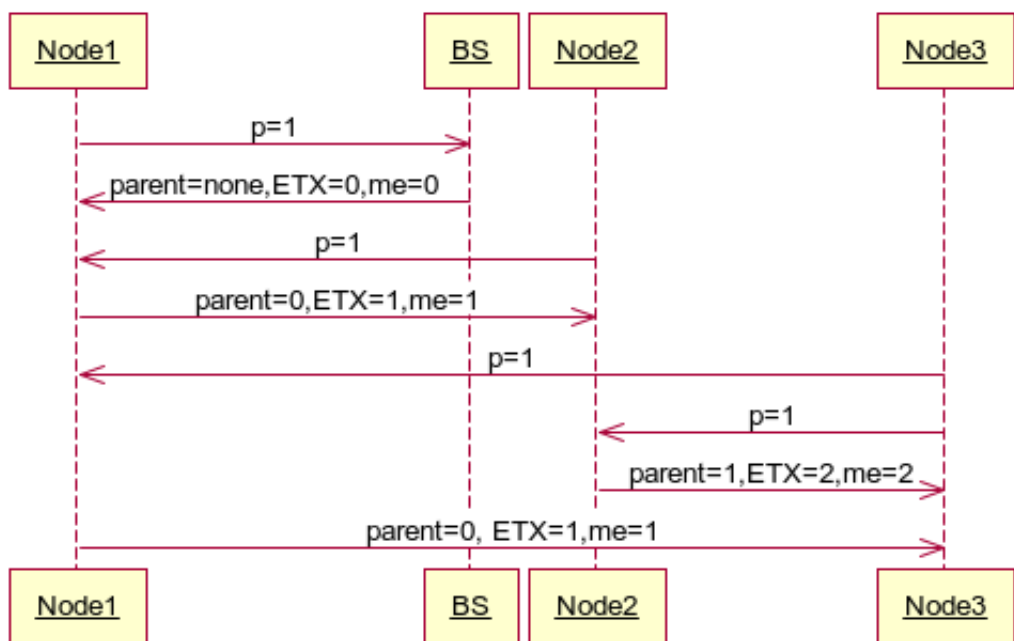 Node1 BS Node2 Node3
p=1
parent=none,ETX=0,me=0
p=1
parent=0,ETX=1,me=1
p=1
p=1
parent=1,ETX=2,me=2
parent=0, ETX=1,me=1
Node1 BS Node2 Node3